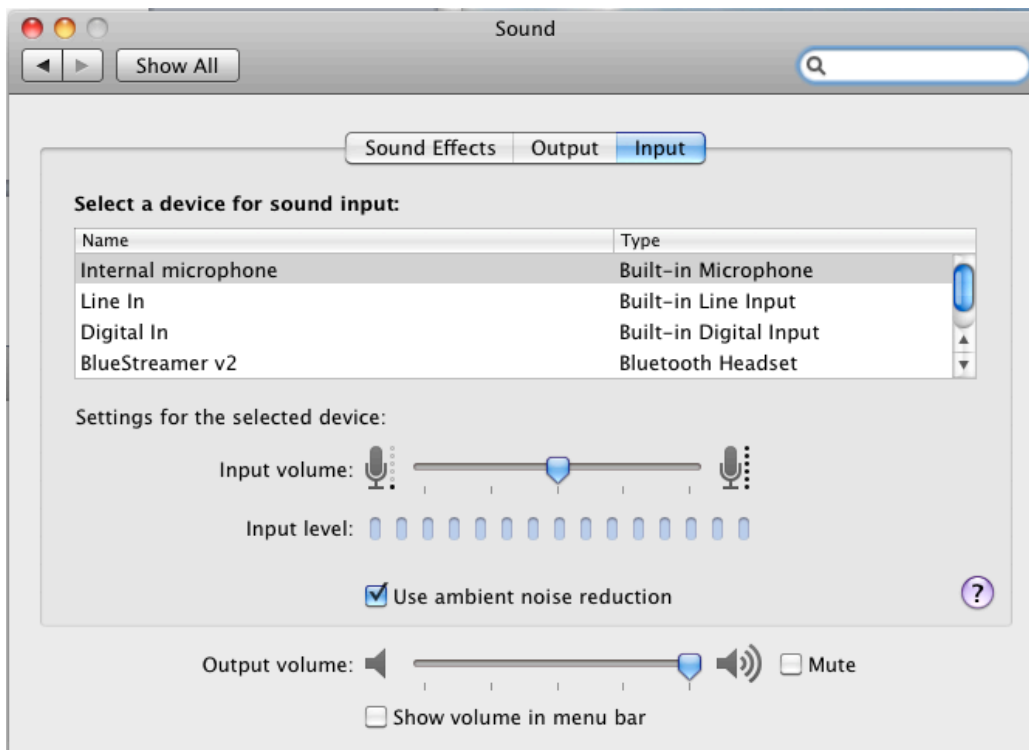 Sound
Show All
Sound Effects Output Input
Select a device for sound input:
Name Type
Internal microphone Built-in Microphone
Line In Built-in Line Input
Digital In Built-in Digital Input
BlueStreamer v2 Bluetooth Headset
Settings for the selected device:
Input volume:
Input level:
Use ambient noise reduction ?
Output volume: Mute
Show volume in menu bar